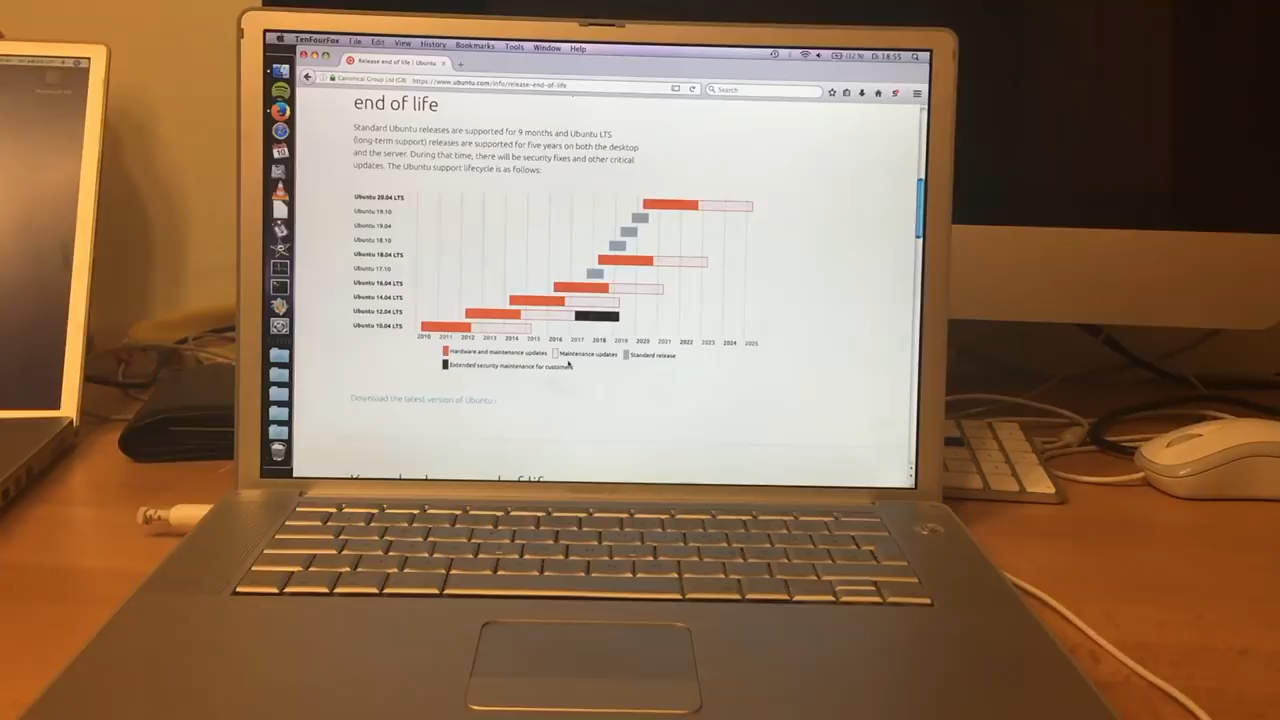 TenFourFox File Edit View History Bookmarks Tools Window Help
Di 18:55
Release end of life | Ubuntu
Canonical Group Ltd (GB) https://www.ubuntu.com/info/release-end-of-life
Search
end of life
Standard Ubuntu releases are supported for 9 months and Ubuntu LTS
(long-term support) releases are supported for five years on both the desktop
and the server. During that time, there will be security fixes and other critical
updates. The Ubuntu support lifecycle is as follows:
Ubuntu 20.04 LTS
Ubuntu 19.10
Ubuntu 19.04
Ubuntu 18.10
Ubuntu 18.04 LTS
Ubuntu 17.10
Ubuntu 16.04 LTS
Ubuntu 14.04 LTS
Ubuntu 12.04 LTS
Ubuntu 10.04 LTS
2010 2011 2012 2013 2014 2015 2016 2017 2018 2019 2020 2021 2022 2023 2024 2025
Hardware and maintenance updates Maintenance updates Standard release
Extended security maintenance for customers
Download the latest version of Ubuntu ›
10